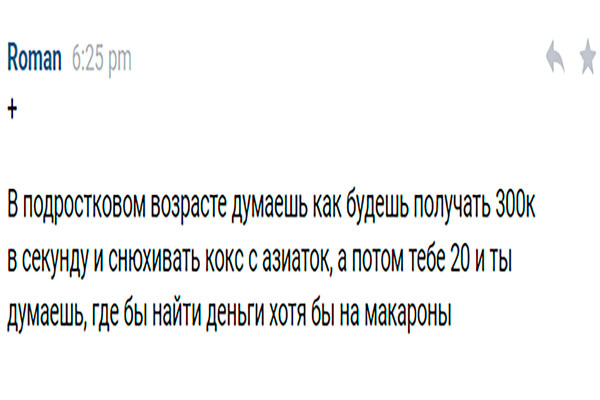 Roman 6:25 pm
+
В подростковом возрасте думаешь как будешь получать 300к
в секунду и снюхивать кокс с азиаток, а потом тебе 20 и ты
думаешь, где бы найти деньги хотя бы на макароны